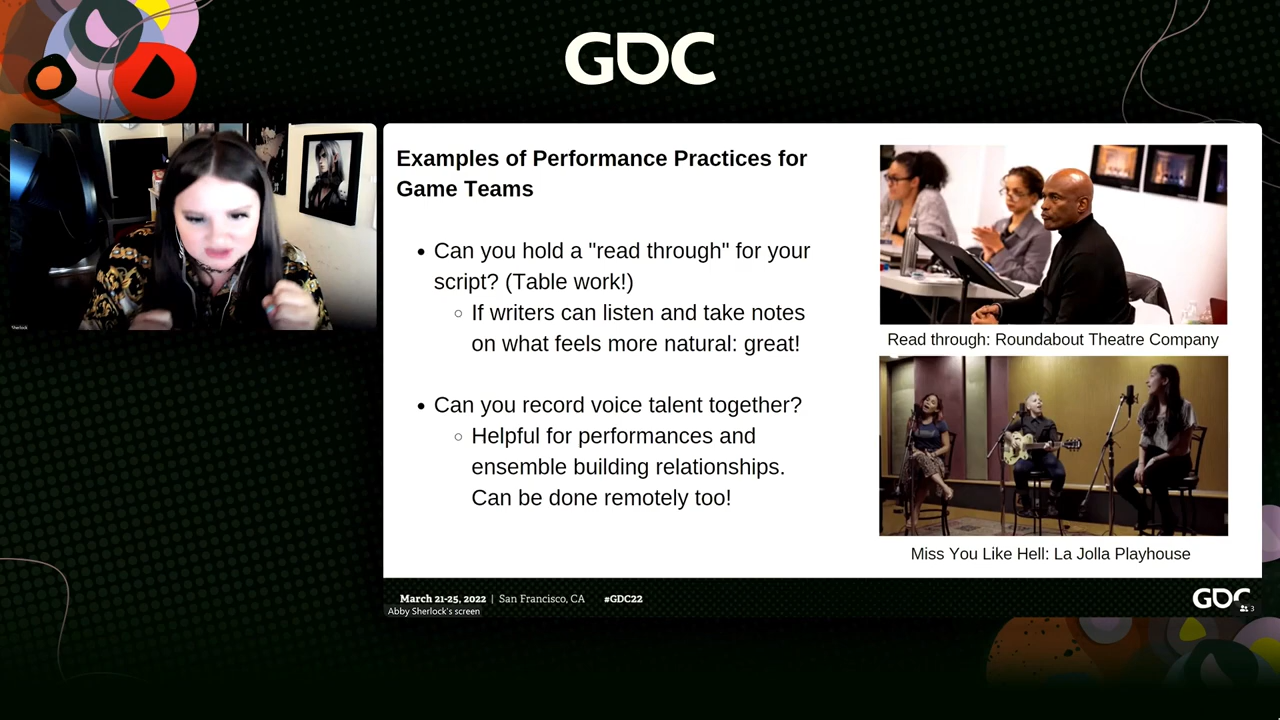 GDC
Examples of Performance Practices for
Game Teams
• Can you hold a "read through" for your
script? (Table work!)
○ If writers can listen and take notes
on what feels more natural: great!
• Can you record voice talent together?
○ Helpful for performances and
ensemble building relationships.
Can be done remotely too!
Read through: Roundabout Theatre Company
Miss You Like Hell: La Jolla Playhouse
Sherlock
March 21-25, 2022 | San Francisco, CA #GDC22
GDC
Abby Sherlock's screen
3